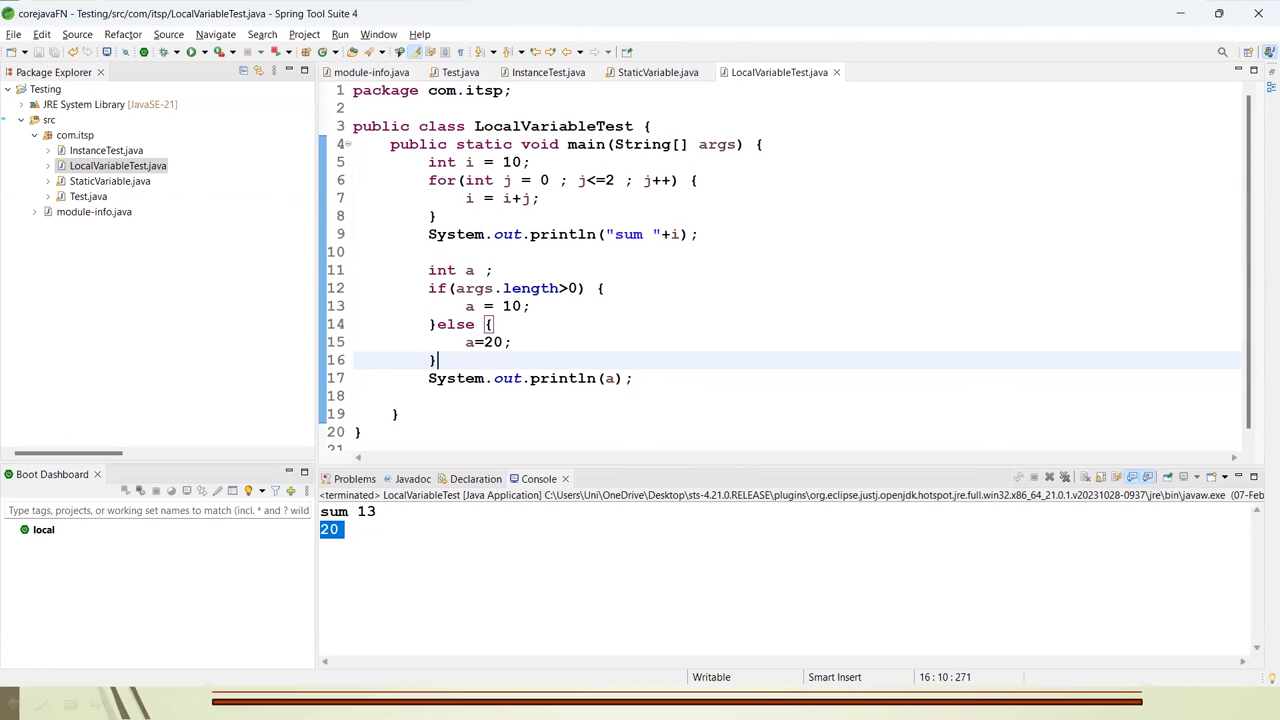 corejavaFN - Testing/src/com/itsp/LocalVariableTest.java - Spring Tool Suite 4
File Edit Source Refactor Source Navigate Search Project Run Window Help
Package Explorer
module-info.java Test.java InstanceTest.java StaticVariable.java LocalVariableTest.java
Testing
JRE System Library [JavaSE-21]
src
com.itsp
InstanceTest.java
LocalVariableTest.java
StaticVariable.java
Test.java
module-info.java
1 package com.itsp;
2
3 public class LocalVariableTest {
4 public static void main(String[] args) {
5 int i = 10;
6 for(int j = 0 ; j<=2 ; j++) {
7 i = i+j;
8 }
9 System.out.println("sum "+i);
10
11 int a ;
12 if(args.length>0) {
13 a = 10;
14 }else {
15 a=20;
16 }
17 System.out.println(a);
18
19 }
20 }
21
Boot Dashboard
Type tags, projects, or working set names to match (incl. * and ? wild
local
Problems Javadoc Declaration Console
<terminated> LocalVariableTest [Java Application] C:\Users\Uni\OneDrive\Desktop\sts-4.21.0.RELEASE\plugins\org.eclipse.justj.openjdk.hotspot.jre.full.win32.x86_64_21.0.1.v20231028-0937\jre\bin\javaw.exe (07-Feb
sum 13
20
Writable Smart Insert 16 : 10 : 271